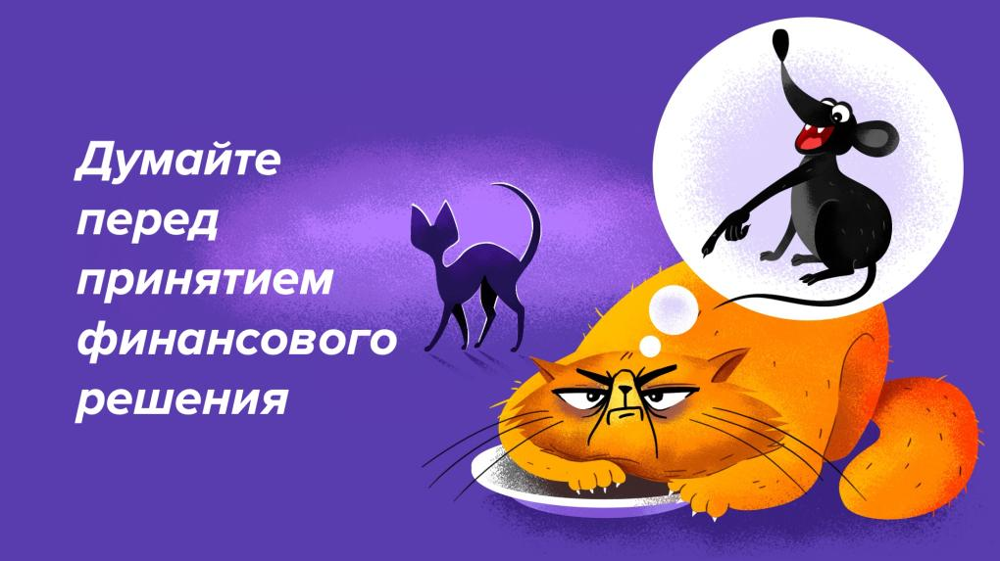 Думайте
перед
принятием
финансового
решения